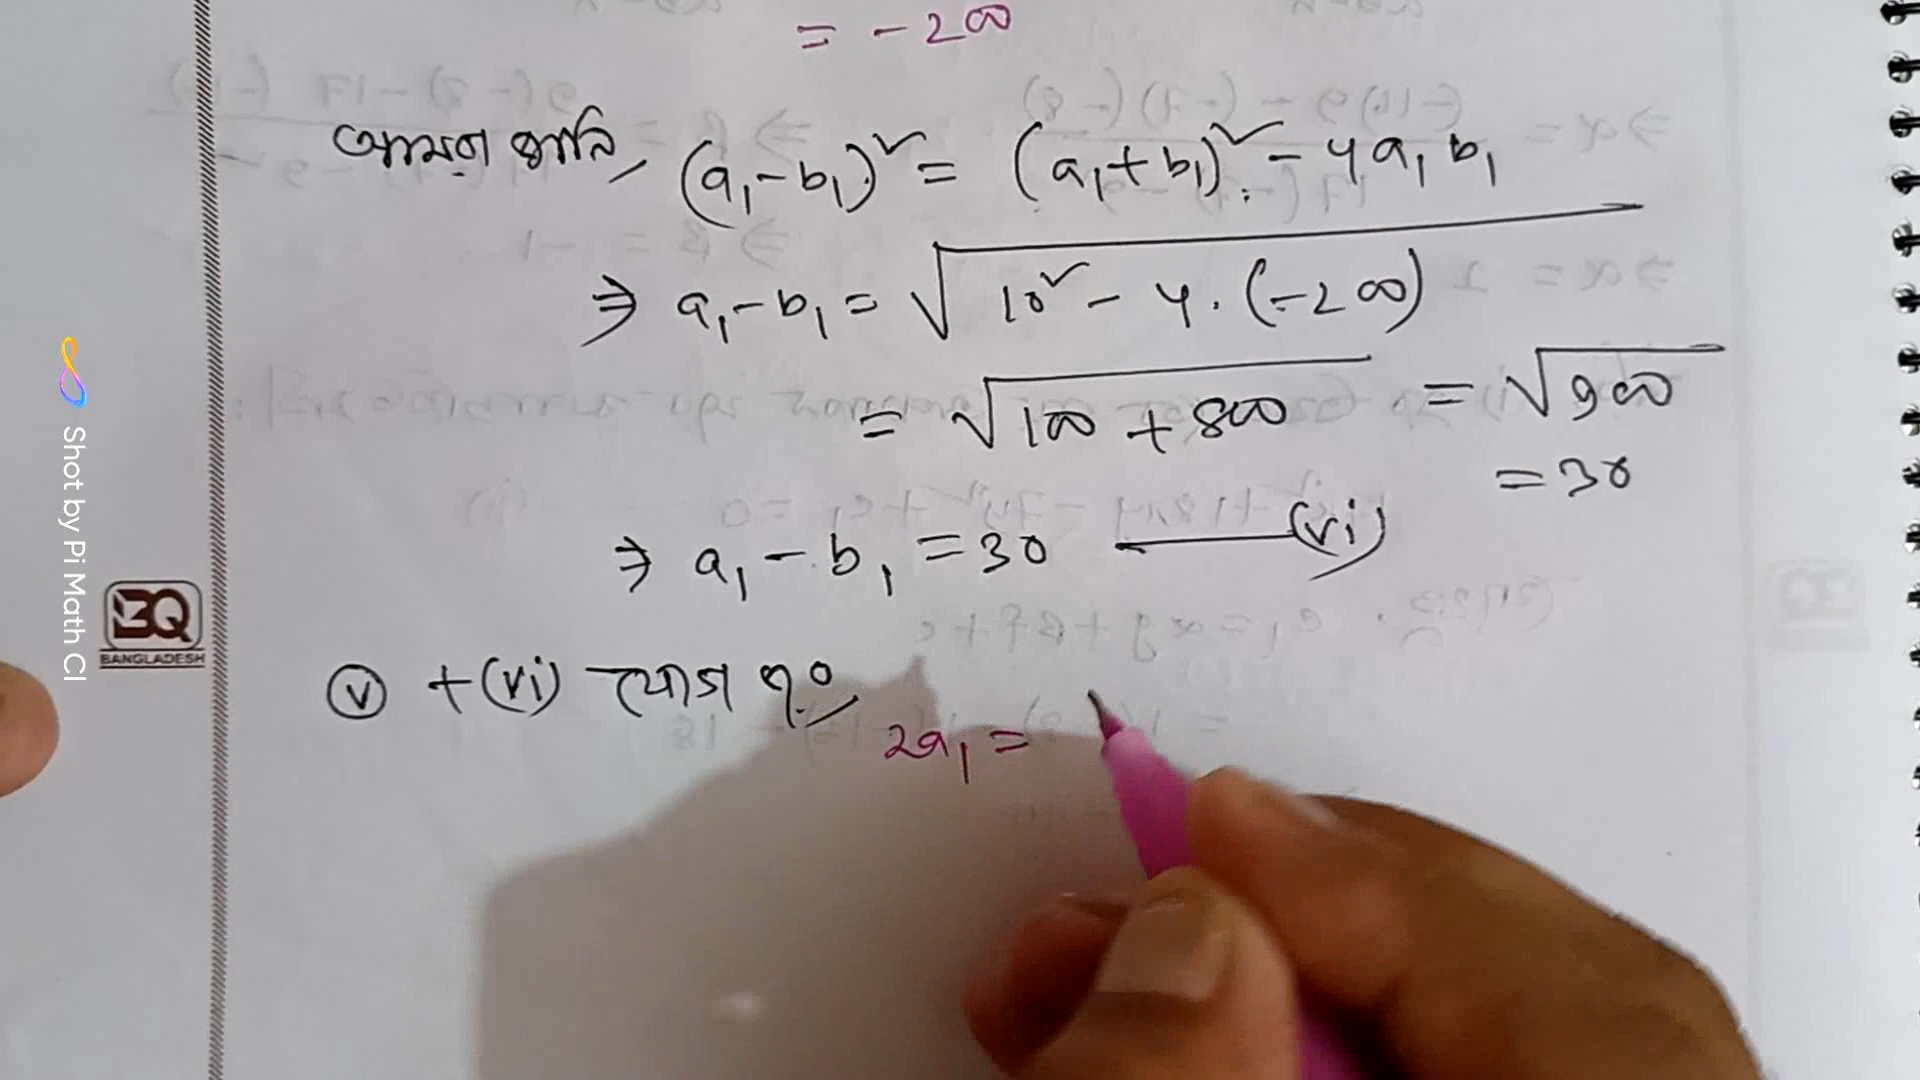 = -200
আমরা জানি, (a₁-b₁)² = (a₁+b₁)² - 4a₁b₁
⇒ a₁-b₁ = √10² - 4.(-200)
= √100 + 800 = √900
= 30
⇒ a₁ - b₁ = 30 —— (vi)
ⓥ + (vi) যোগ করে,
2a₁ =
Shot by Pi Math Cl
BQ
BANGLADESH